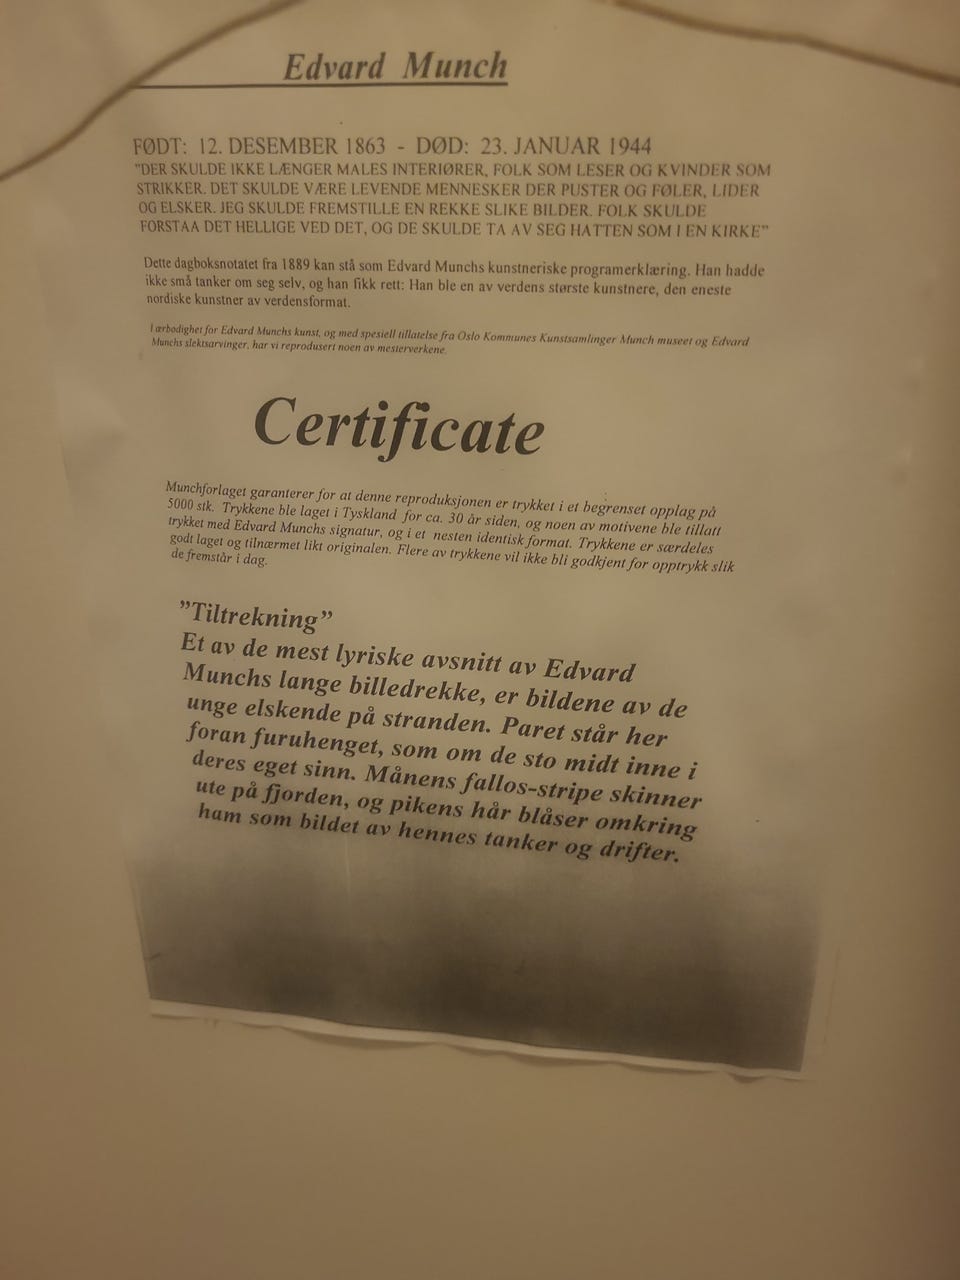 Edvard Munch
FØDT: 12. DESEMBER 1863 - DØD: 23. JANUAR 1944
"DER SKULDE IKKE LÆNGER MALES INTERIØRER, FOLK SOM LESER OG KVINDER SOM
STRIKKER. DET SKULDE VÆRE LEVENDE MENNESKER DER PUSTER OG FØLER, LIDER
OG ELSKER. JEG SKULDE FREMSTILLE EN REKKE SLIKE BILDER. FOLK SKULDE
FORSTAA DET HELLIGE VED DET, OG DE SKULDE TA AV SEG HATTEN SOM I EN KIRKE"
Dette dagboksnotatet fra 1889 kan stå som Edvard Munchs kunstneriske programerklæring. Han hadde
ikke små tanker om seg selv, og han fikk rett: Han ble en av verdens største kunstnere, den eneste
nordiske kunstner av verdensformat.
I ærbødighet for Edvard Munchs kunst, og med spesiell tillatelse fra Oslo Kommunes Kunstsamlinger Munch museet og Edvard
Munchs slektsarvinger, har vi reprodusert noen av mesterverkene.
Certificate
Munchforlaget garanterer for at denne reproduksjonen er trykket i et begrenset opplag på
5000 stk. Trykkene ble laget i Tyskland for ca. 30 år siden, og noen av motivene ble tillatt
trykket med Edvard Munchs signatur, og i et nesten identisk format. Trykkene er særdeles
godt laget og tilnærmet likt originalen. Flere av trykkene vil ikke bli godkjent for opptrykk slik
de fremstår i dag.
"Tiltrekning"
Et av de mest lyriske avsnitt av Edvard
Munchs lange billedrekke, er bildene av de
unge elskende på stranden. Paret står her
foran furuhenget, som om de sto midt inne i
deres eget sinn. Månens fallos-stripe skinner
ute på fjorden, og pikens hår blåser omkring
ham som bildet av hennes tanker og drifter.